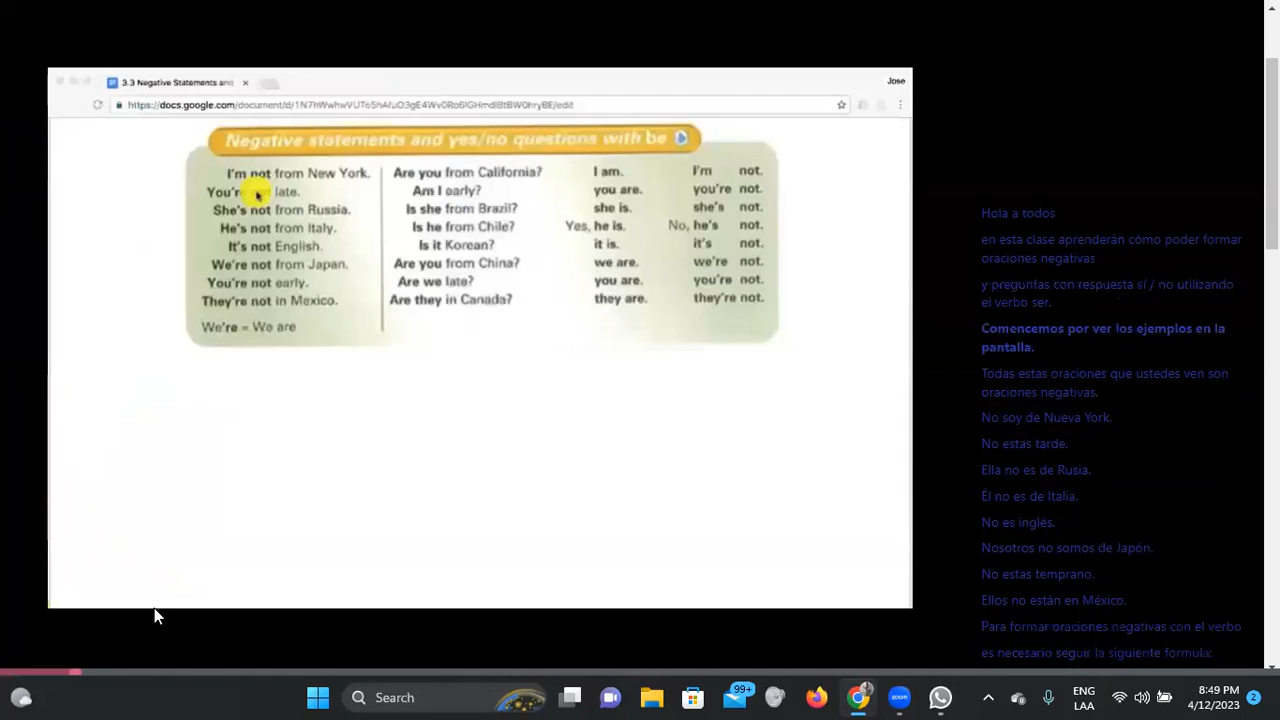 3.3 Negative Statements and
Jose
Negative statements and yes/no questions with be
I'm not from New York.
You're late.
She's not from Russia.
He's not from Italy.
It's not English.
We're not from Japan.
You're not early.
They're not in Mexico.
We're = We are
Are you from California?
Am I early?
Is she from Brazil?
Is he from Chile?
Is it Korean?
Are you from China?
Are we late?
Are they in Canada?
I am.
you are.
she is.
Yes, he is.
it is.
we are.
you are.
they are.
I'm not.
you're not.
she's not.
No, he's not.
it's not.
we're not.
you're not.
they're not.
Hola a todos
en esta clase aprenderán cómo poder formar
oraciones negativas
y preguntas con respuesta sí / no utilizando
el verbo ser.
Comencemos por ver los ejemplos en la
pantalla.
Todas estas oraciones que ustedes ven son
oraciones negativas.
No soy de Nueva York.
No estas tarde.
Ella no es de Rusia.
Él no es de Italia.
No es inglés.
Nosotros no somos de Japón.
No estas temprano.
Ellos no están en México.
Para formar oraciones negativas con el verbo
es necesario seguir la siguiente formula:
Search
99+
zoom
ENG
LAA
8:49 PM
4/12/2023
2